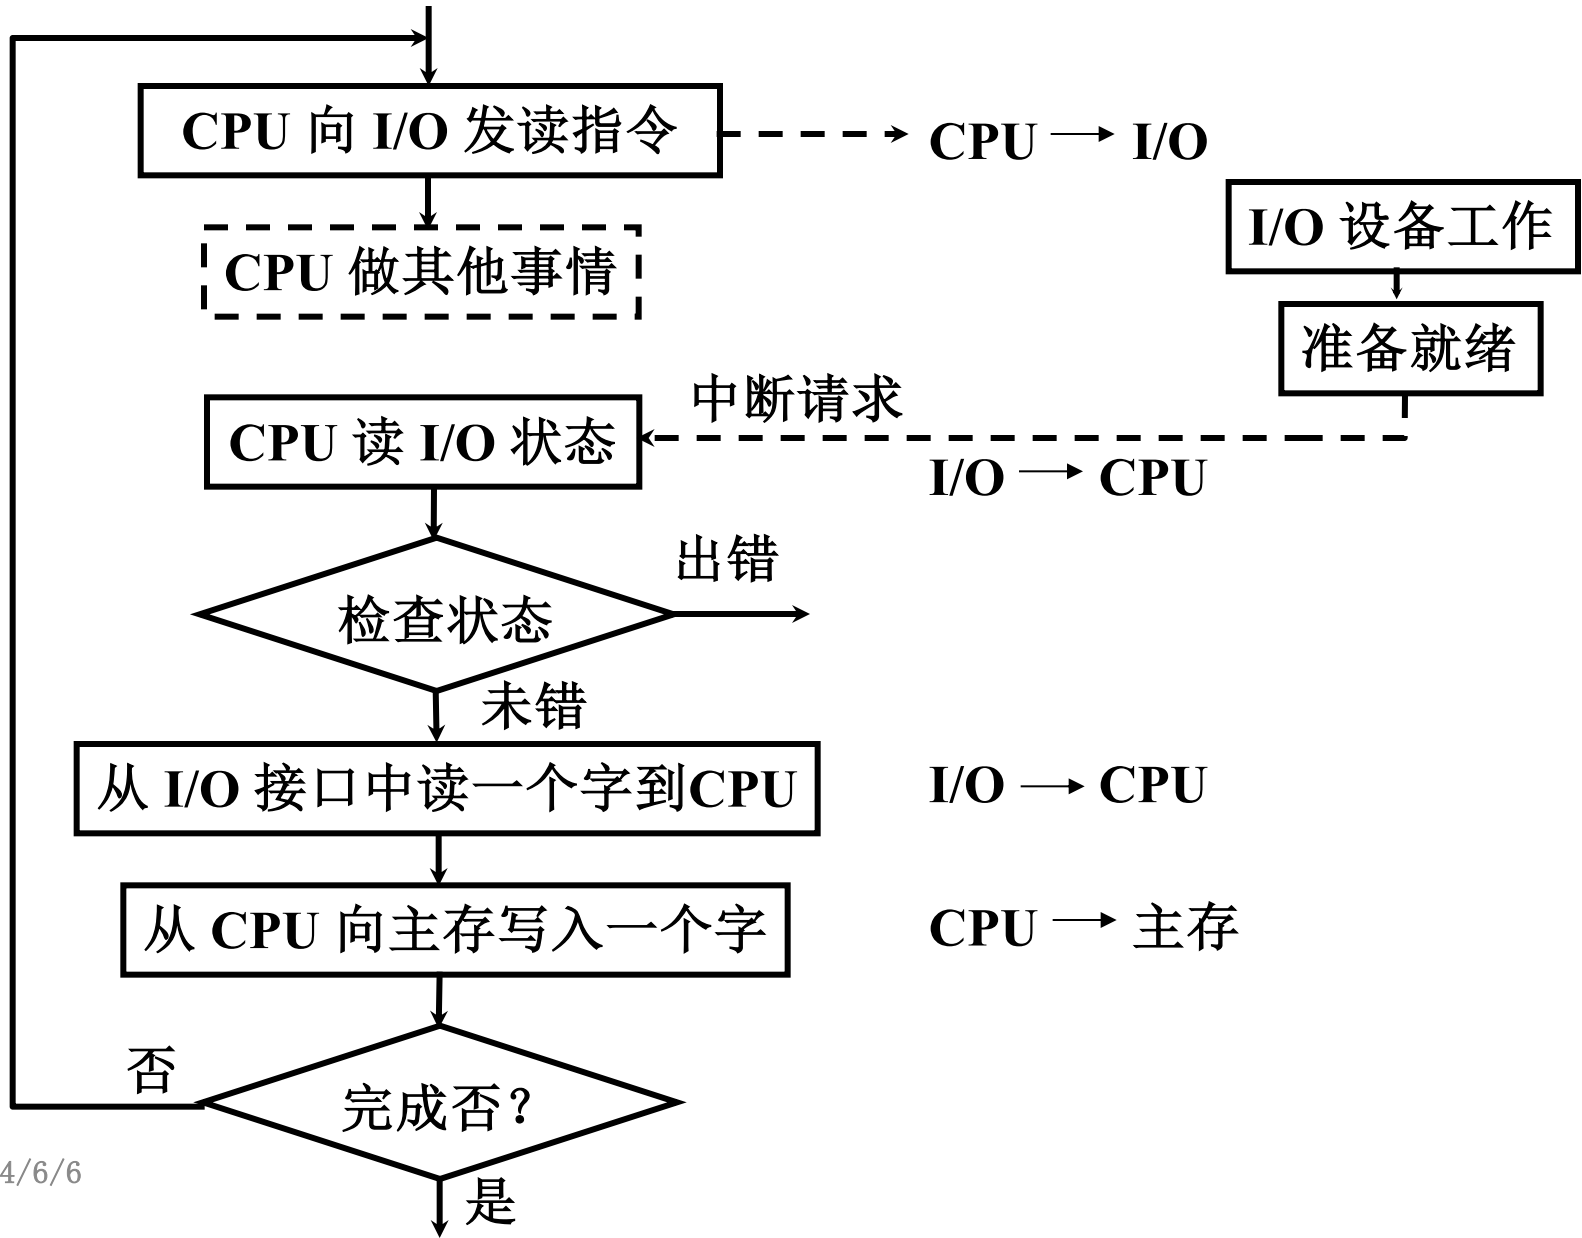 CPU 向 I/O 发读指令
CPU → I/O
I/O 设备工作
CPU 做其他事情
准备就绪
中断请求
CPU 读 I/O 状态
I/O → CPU
出错
检查状态
未错
从 I/O 接口中读一个字到CPU
I/O → CPU
从 CPU 向主存写入一个字
CPU → 主存
否
完成否？
4/6/6
是